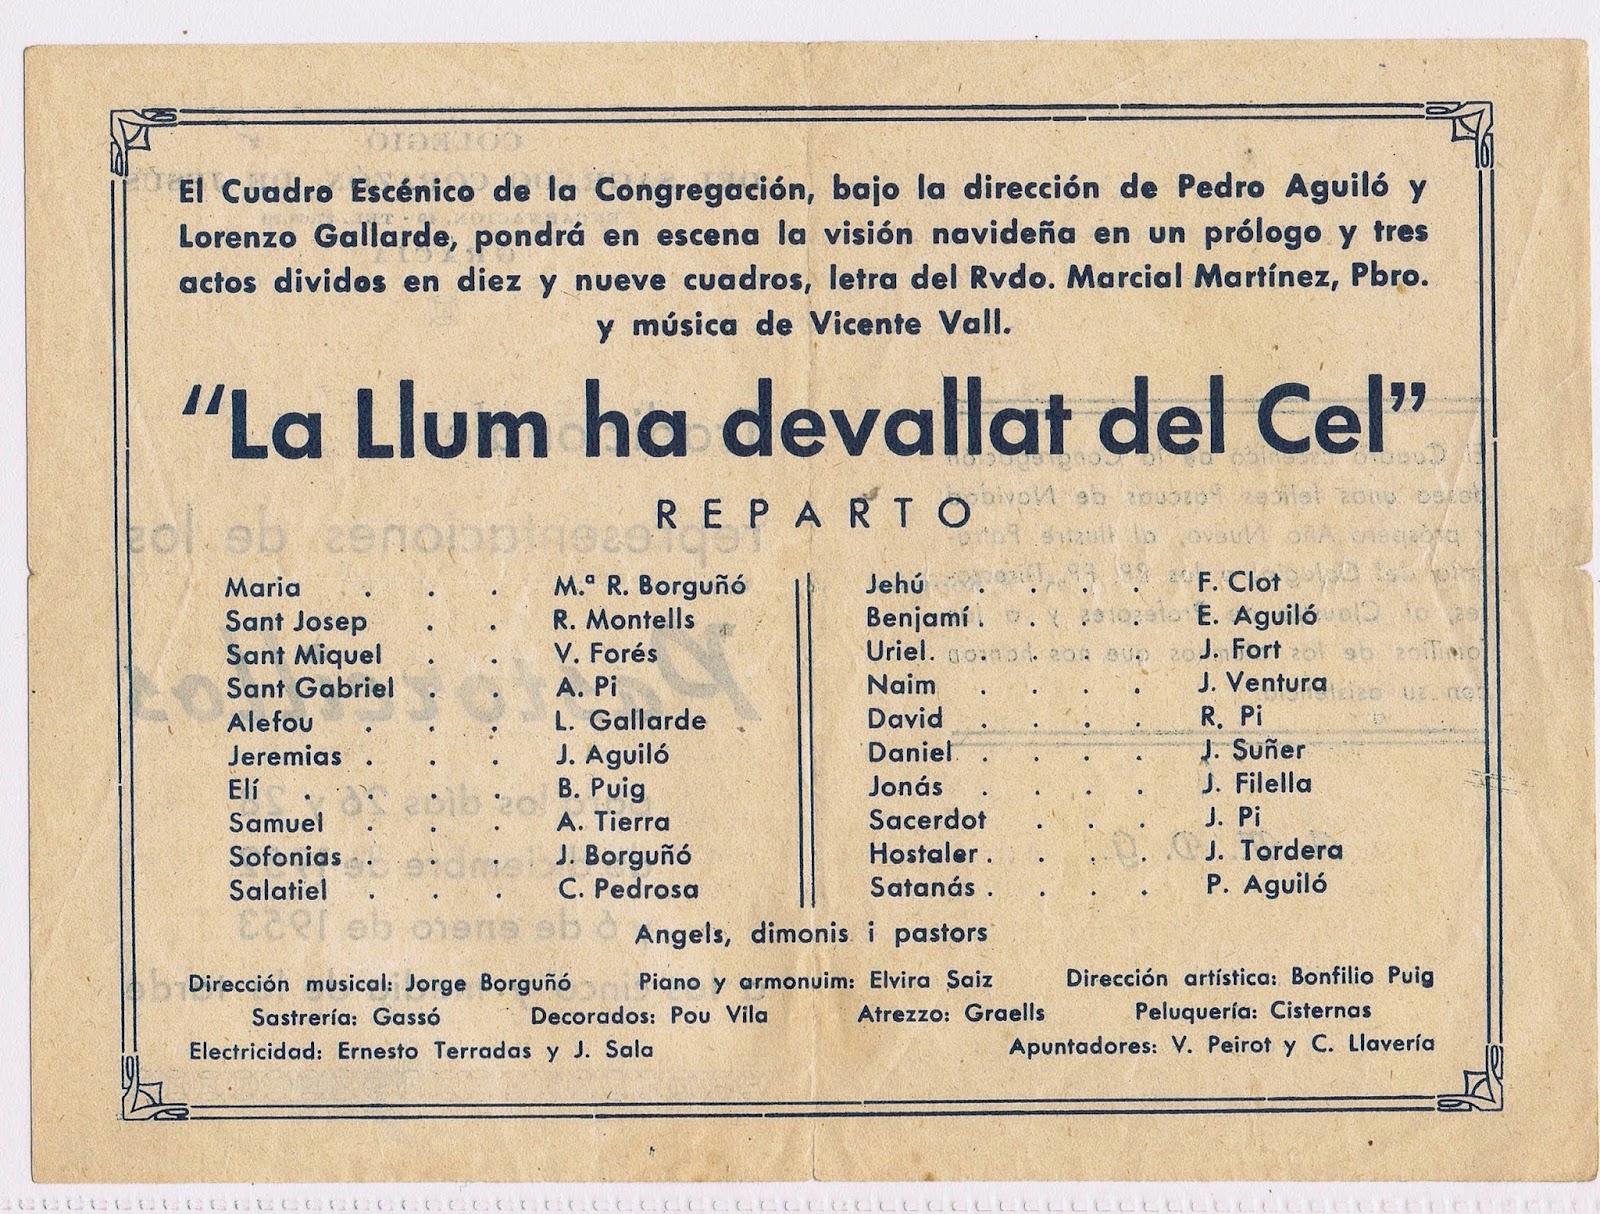 El Cuadro Escénico de la Congregación, bajo la dirección de Pedro Aguiló y
Lorenzo Gallarde, pondrá en escena la visión navideña en un prólogo y tres
actos dividos en diez y nueve cuadros, letra del Rvdo. Marcial Martínez, Pbro.
y música de Vicente Vall.
“La Llum ha devallat del Cel”
REPARTO
Maria . . . M.ª R. Borguñó
Sant Josep . . R. Montells
Sant Miquel . . V. Forés
Sant Gabriel . . A. Pi
Alefou . . . L. Gallarde
Jeremias . . . J. Aguiló
Elí . . . . B. Puig
Samuel . . . A. Tierra
Sofonias . . . J. Borguñó
Salatiel . . . C. Pedrosa
Jehú . . . . F. Clot
Benjamí . . . . E. Aguiló
Uriel. . . . . J. Fort
Naim . . . . J. Ventura
David . . . . R. Pi
Daniel . . . . J. Suñer
Jonás . . . . J. Filella
Sacerdot . . . J. Pi
Hostaler . . . . J. Tordera
Satanás . . . . P. Aguiló
Angels, dimonis i pastors
Dirección musical: Jorge Borguñó Piano y armonuim: Elvira Saiz Dirección artística: Bonfilio Puig
Sastrería: Gassó Decorados: Pou Vila Atrezzo: Graells Peluquería: Cisternas
Electricidad: Ernesto Terradas y J. Sala Apuntadores: V. Peirot y C. Llavería